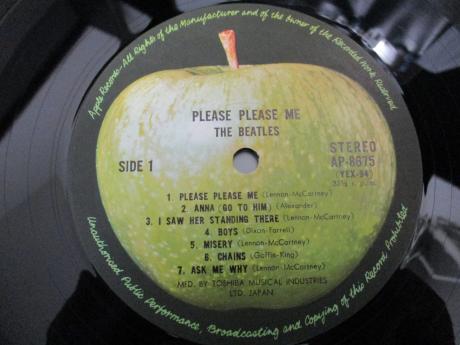 Apple Records-All Rights of the Manufacturer and of the Owner of the Recorded Work Reserved
PLEASE PLEASE ME
THE BEATLES
SIDE 1
STEREO
AP-8675
(YEX-94)
33⅓ r. p.m.
1. PLEASE PLEASE ME (Lennon-McCartney)
2. ANNA (GO TO HIM) (Alexander)
3. I SAW HER STANDING THERE (Lennon-McCartney)
4. BOYS (Dixon-Farrell)
5. MISERY (Lennon-McCartney)
6. CHAINS (Goffin-King)
7. ASK ME WHY (Lennon-McCartney)
MFD. BY TOSHIBA MUSICAL INDUSTRIES
LTD. JAPAN.
Unauthorised Public Performance, Broadcasting and Copying of this Record Prohibited